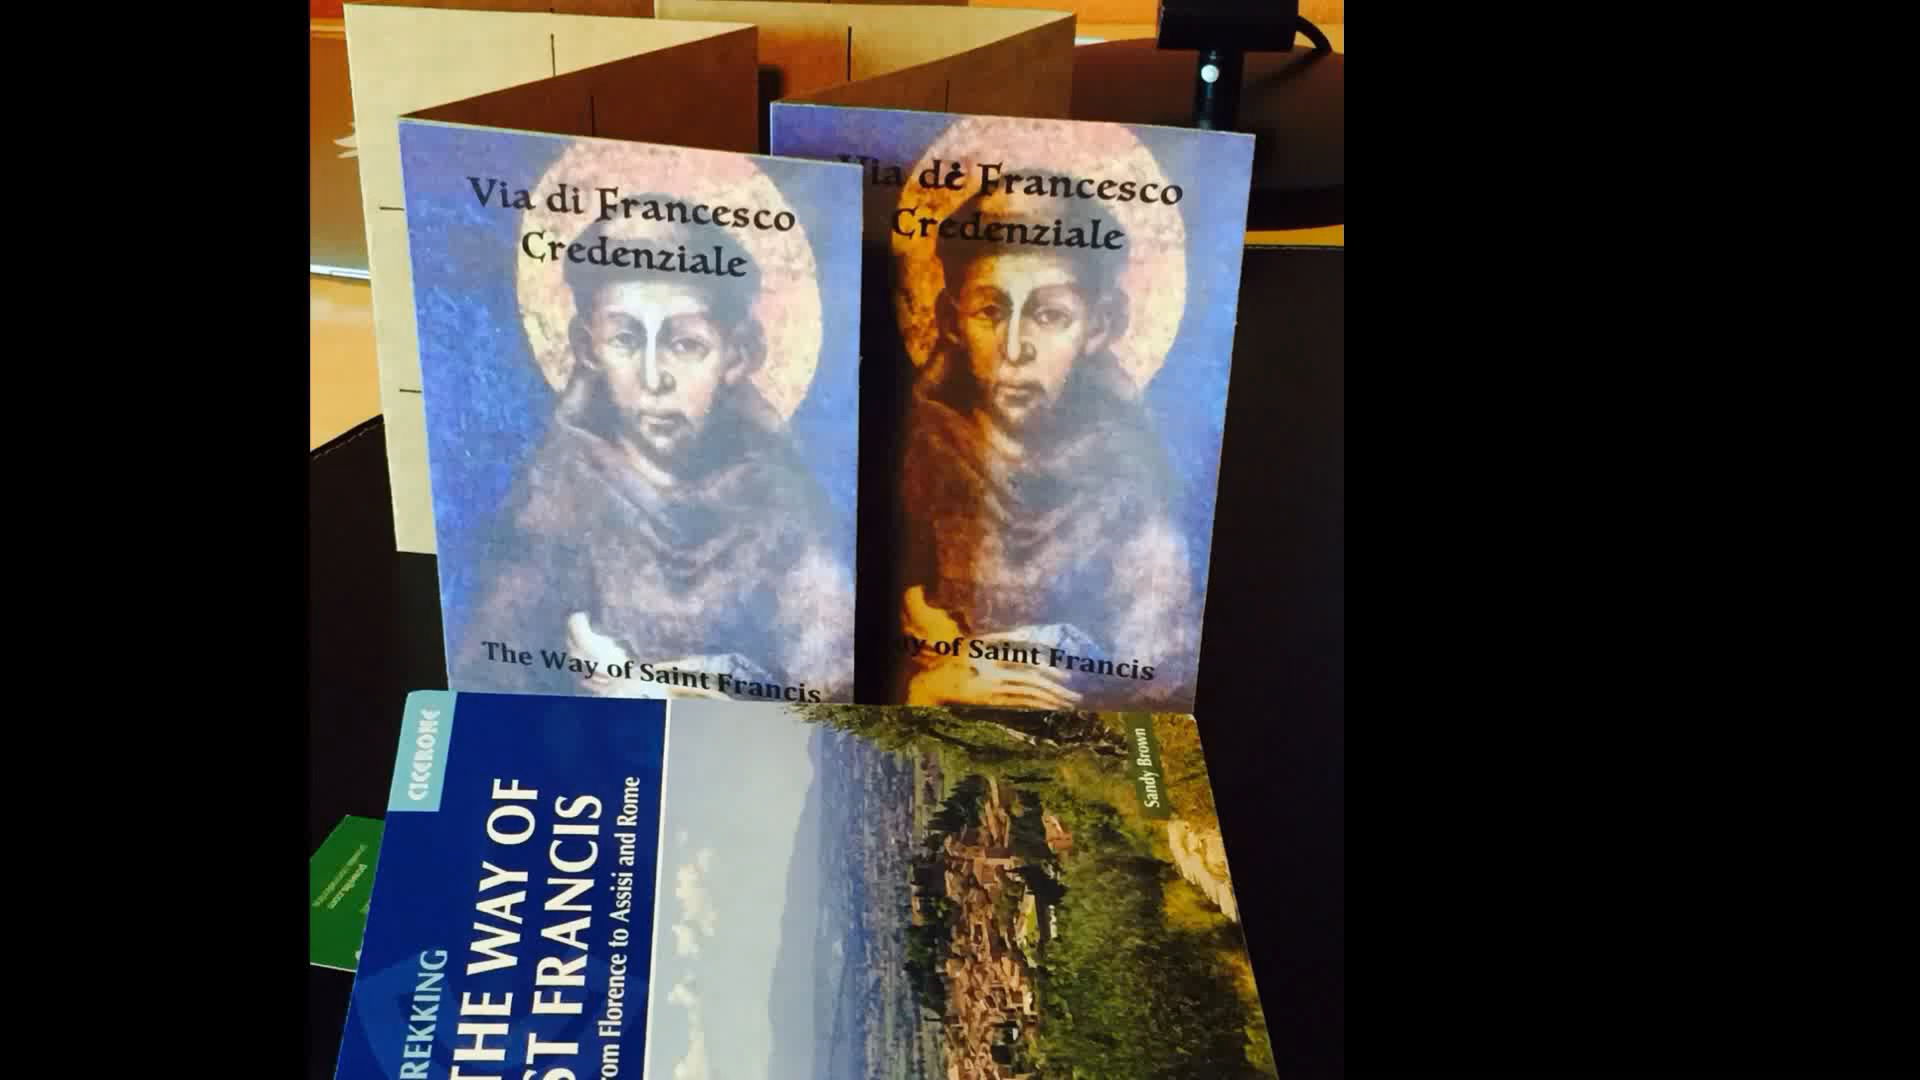 Via di Francesco
Credenziale
The Way of Saint Francis
Via di Francesco
Credenziale
of Saint Francis
CICERONE
REKKING
THE WAY OF
ST FRANCIS
rom Florence to Assisi and Rome
Sandy Brown